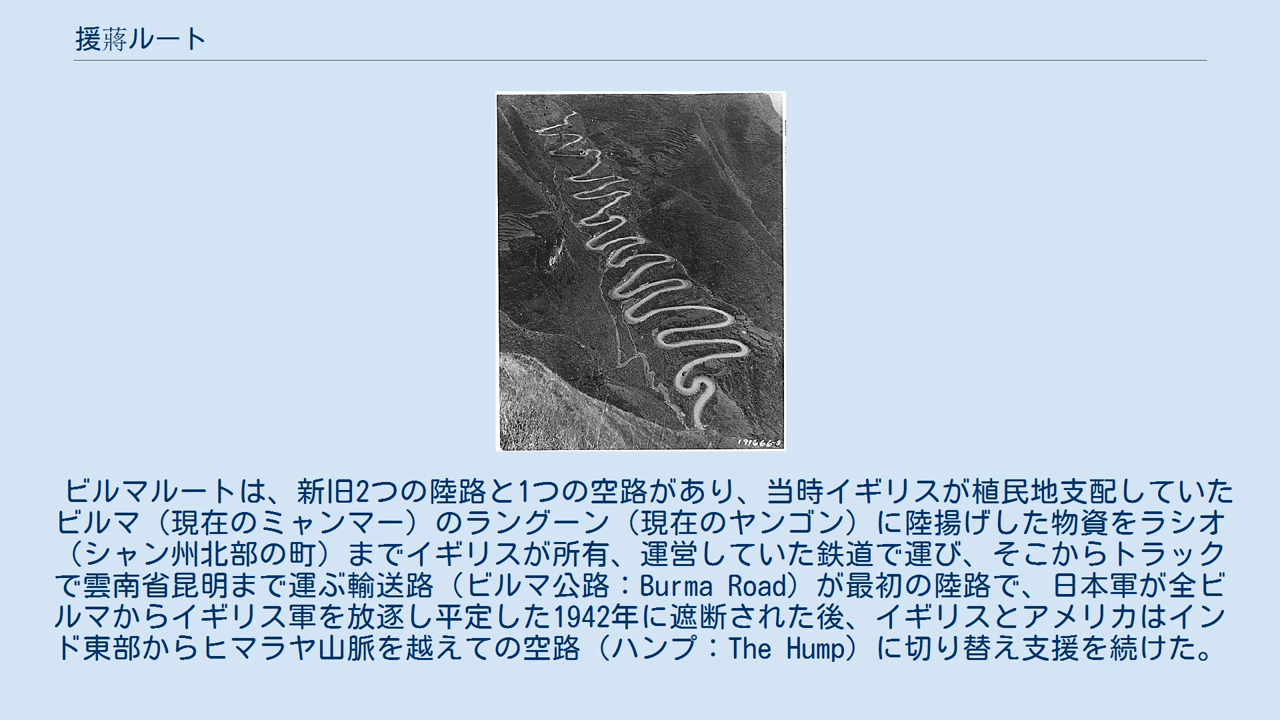 援蔣ルート
191666-S
ビルマルートは、新旧2つの陸路と1つの空路があり、当時イギリスが植民地支配していた
ビルマ（現在のミャンマー）のラングーン（現在のヤンゴン）に陸揚げした物資をラシオ
（シャン州北部の町）までイギリスが所有、運営していた鉄道で運び、そこからトラック
で雲南省昆明まで運ぶ輸送路（ビルマ公路：Burma Road）が最初の陸路で、日本軍が全ビ
ルマからイギリス軍を放逐し平定した1942年に遮断された後、イギリスとアメリカはイン
ド東部からヒマラヤ山脈を越えての空路（ハンプ：The Hump）に切り替え支援を続けた。